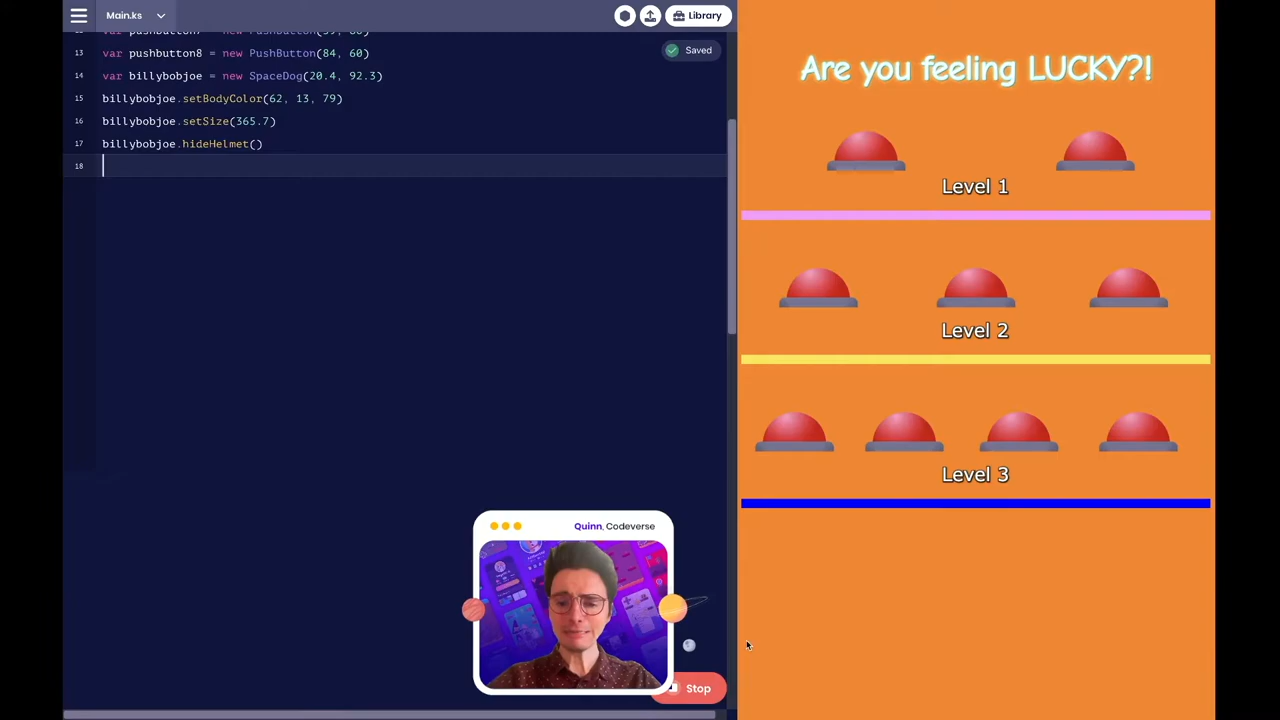 Main.ks
Library
Saved
13 var pushbutton8 = new PushButton(84, 60)
14 var billybobjoe = new SpaceDog(20.4, 92.3)
15 billybobjoe.setBodyColor(62, 13, 79)
16 billybobjoe.setSize(365.7)
17 billybobjoe.hideHelmet()
18
Quinn, Codeverse
Stop
Are you feeling LUCKY?!
Level 1
Level 2
Level 3